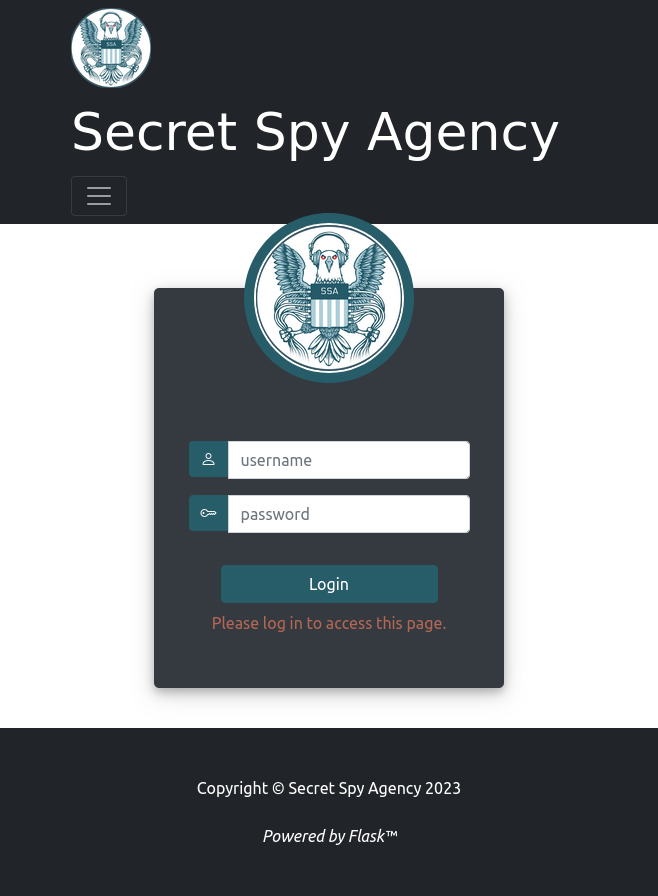 SSA
Secret Spy Agency
SSA
username
password
Login
Please log in to access this page.
Copyright © Secret Spy Agency 2023
Powered by Flask™